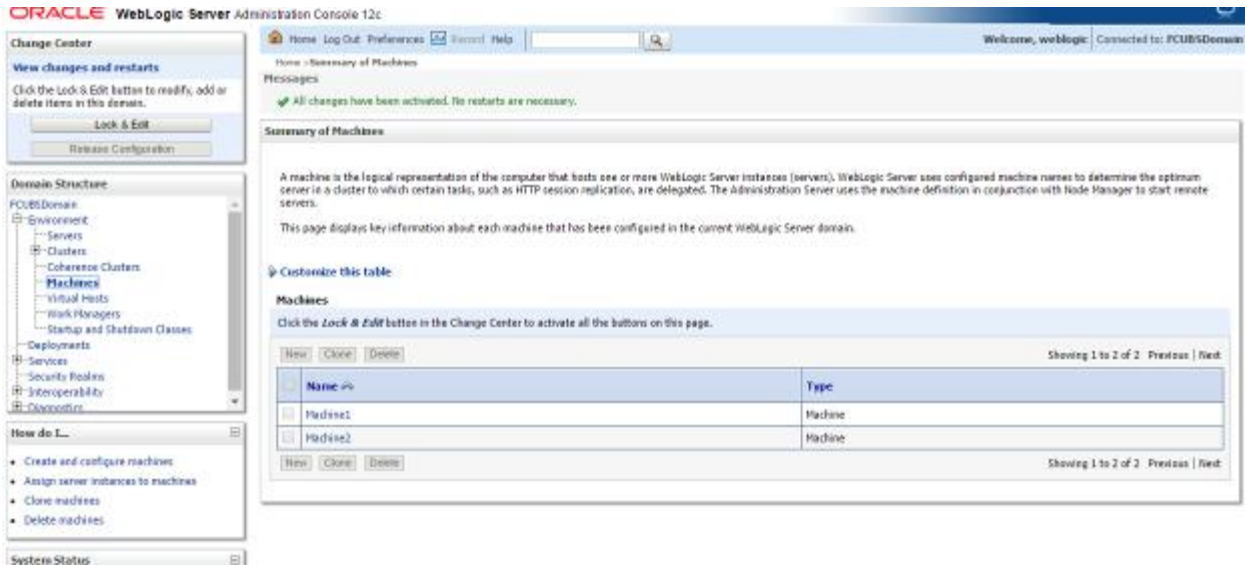 ORACLE WebLogic Server Administration Console 12c
Change Center
View changes and restarts
Click the Lock & Edit button to modify, add or
delete items in this domain.
Lock & Edit
Release Configuration
Domain Structure
FCUBSDomain
Environment
Servers
Clusters
Coherence Clusters
Machines
Virtual Hosts
Work Managers
Startup and Shutdown Classes
Deployments
Services
Security Realms
Interoperability
Diagnostics
How do I...
Create and configure machines
Assign server instances to machines
Clone machines
Delete machines
System Status
Home Log Out Preferences Record Help
Welcome, weblogic Connected to: FCUBSDomain
Home >Summary of Machines
Messages
All changes have been activated. No restarts are necessary.
Summary of Machines
A machine is the logical representation of the computer that hosts one or more WebLogic Server instances (servers). WebLogic Server uses configured machine names to determine the optimum
server in a cluster to which certain tasks, such as HTTP session replication, are delegated. The Administration Server uses the machine definition in conjunction with Node Manager to start remote
servers.
This page displays key information about each machine that has been configured in the current WebLogic Server domain.
Customize this table
Machines
Click the Lock & Edit button in the Change Center to activate all the buttons on this page.
New Clone Delete Showing 1 to 2 of 2 Previous | Next
Name Type
Machine1 Machine
Machine2 Machine
New Clone Delete Showing 1 to 2 of 2 Previous | Next